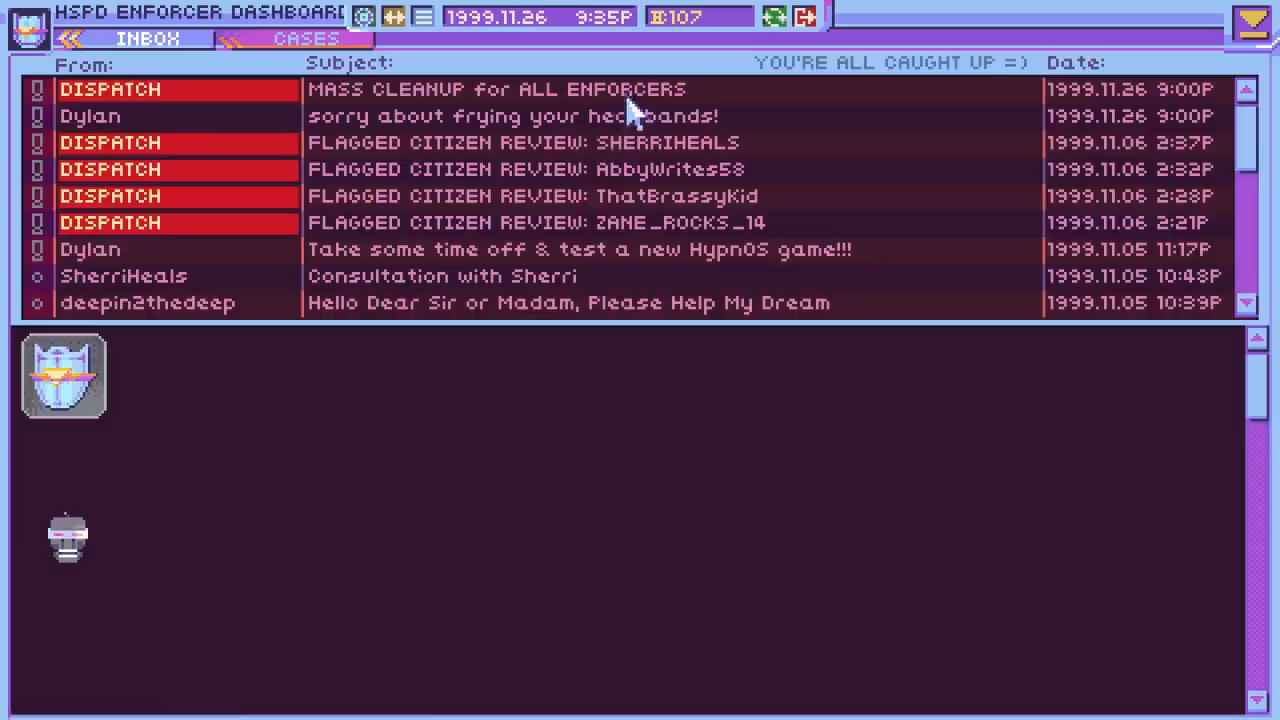 HSPD ENFORCER DASHBOARD
1999.11.26 9:35P 107
INBOX CASES
From: Subject: YOU'RE ALL CAUGHT UP =) Date:
DISPATCH MASS CLEANUP for ALL ENFORCERS 1999.11.26 9:00P
Dylan sorry about frying your headbands! 1999.11.26 9:00P
DISPATCH FLAGGED CITIZEN REVIEW: SHERRIHEALS 1999.11.06 2:37P
DISPATCH FLAGGED CITIZEN REVIEW: AbbyWrites58 1999.11.06 2:32P
DISPATCH FLAGGED CITIZEN REVIEW: ThatBrassyKid 1999.11.06 2:28P
DISPATCH FLAGGED CITIZEN REVIEW: ZANE_ROCKS_14 1999.11.06 2:21P
Dylan Take some time off & test a new HypnOS game!!! 1999.11.05 11:17P
SherriHeals Consultation with Sherri 1999.11.05 10:48P
deepin2thedeep Hello Dear Sir or Madam, Please Help My Dream 1999.11.05 10:39P